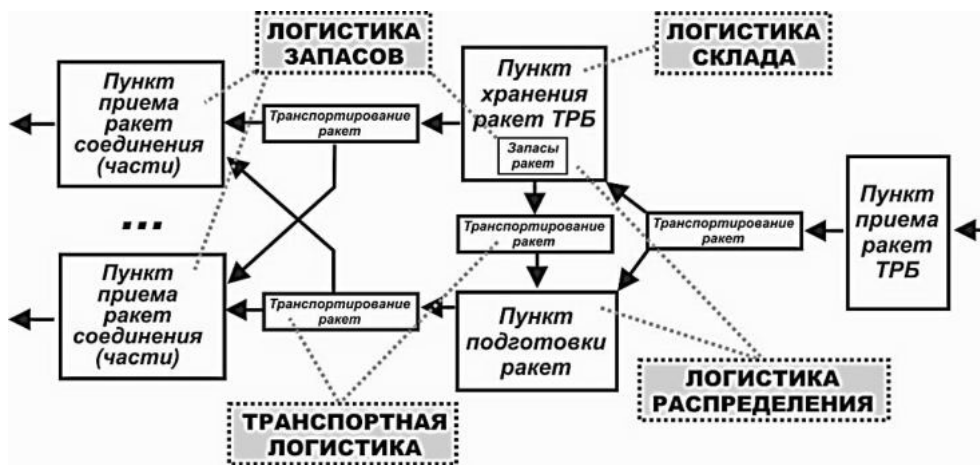 ЛОГИСТИКА
ЗАПАСОВ
ЛОГИСТИКА
СКЛАДА
Пункт
приема
ракет
соединения
(части)
Транспортирование
ракет
Пункт
хранения
ракет ТРБ
Запасы
ракет
...
Транспортирование
ракет
Транспортирование
ракет
Пункт
приема
ракет
ТРБ
Пункт
приема
ракет
соединения
(части)
Транспортирование
ракет
Пункт
подготовки
ракет
ТРАНСПОРТНАЯ
ЛОГИСТИКА
ЛОГИСТИКА
РАСПРЕДЕЛЕНИЯ